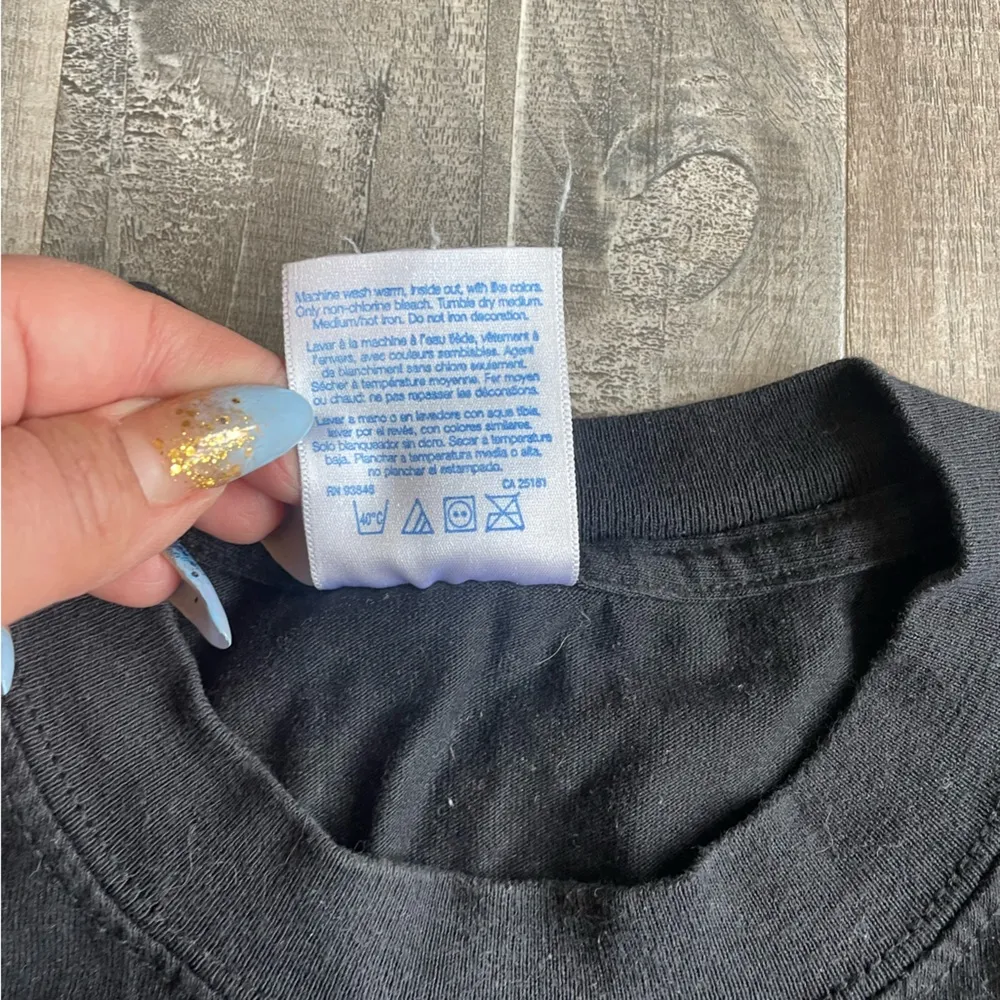 Machine wash warm, inside out, with like colors.
Only non-chlorine bleach. Tumble dry medium.
Medium/hot iron. Do not iron decoration.
Laver à la machine à l'eau tiède, vêtement à
l'envers, avec couleurs semblables. Agent
de blanchiment sans chlore seulement.
Sécher à température moyenne. Fer moyen
ou chaud: ne pas repasser les décorations.
Lavar a mano o en lavadora con aqua tibia,
lavar por el revés, con colores similares.
Solo blanqueador sin cloro. Secar a temperatura
baja. Planchar a temperatura media o alta,
no planchar el estampado.
RN 93846 CA 25181
40°C